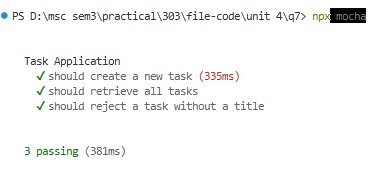 PS D:\msc sem3\practical\303\file-code\unit 4\q7> npx mocha
Task Application
✓ should create a new task (335ms)
✓ should retrieve all tasks
✓ should reject a task without a title
3 passing (381ms)